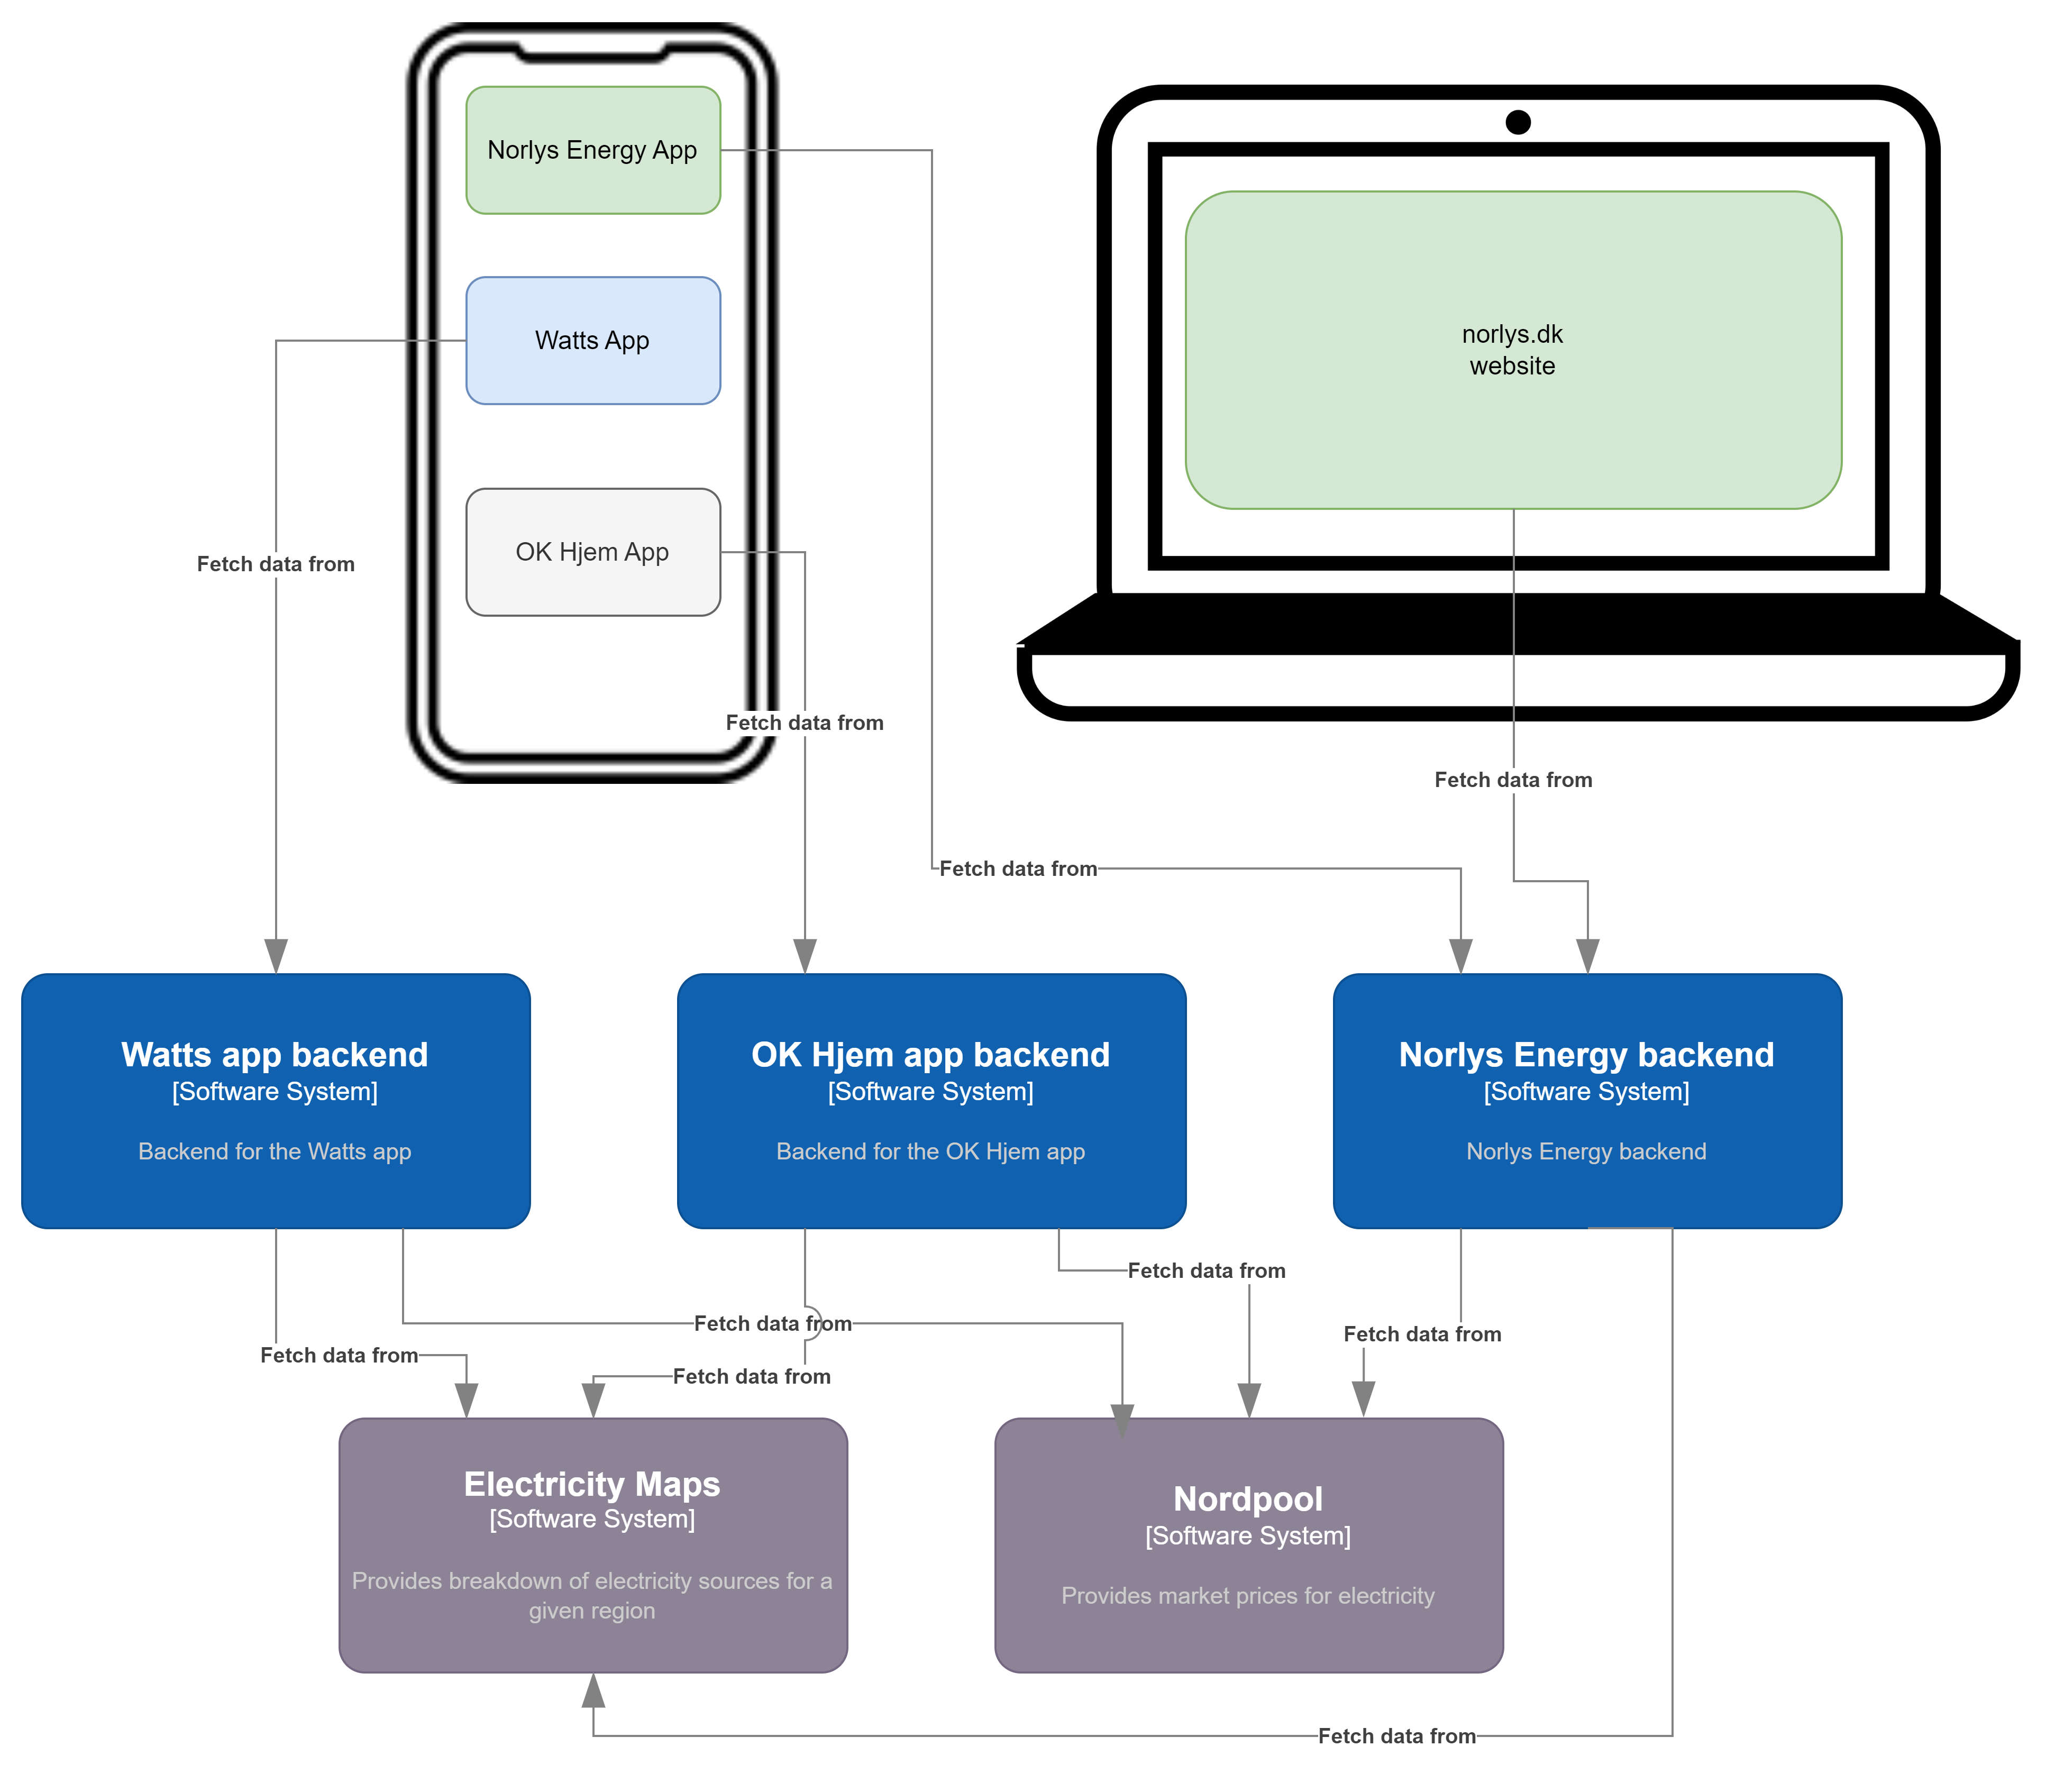 Norlys Energy App
Watts App
OK Hjem App
norlys.dk
website
Fetch data from
Fetch data from
Fetch data from
Fetch data from
Watts app backend
[Software System]
Backend for the Watts app
OK Hjem app backend
[Software System]
Backend for the OK Hjem app
Norlys Energy backend
[Software System]
Norlys Energy backend
Fetch data from
Fetch data from
Fetch data from
Fetch data from
Fetch data from
Electricity Maps
[Software System]
Provides breakdown of electricity sources for a
given region
Nordpool
[Software System]
Provides market prices for electricity
Fetch data from